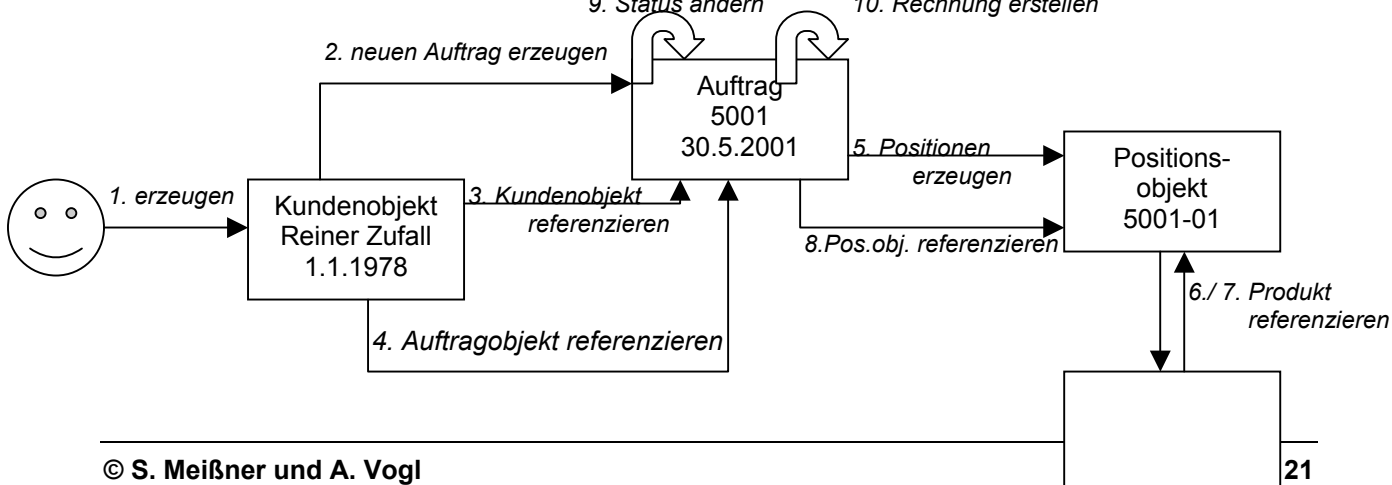 9. Status ändern
10. Rechnung erstellen
2. neuen Auftrag erzeugen
Auftrag
5001
30.5.2001
5. Positionen
erzeugen
Positions-
objekt
5001-01
1. erzeugen
Kundenobjekt
Reiner Zufall
1.1.1978
3. Kundenobjekt
referenzieren
8.Pos.obj. referenzieren
6./ 7. Produkt
referenzieren
4. Auftragobjekt referenzieren
© S. Meißner und A. Vogl
21